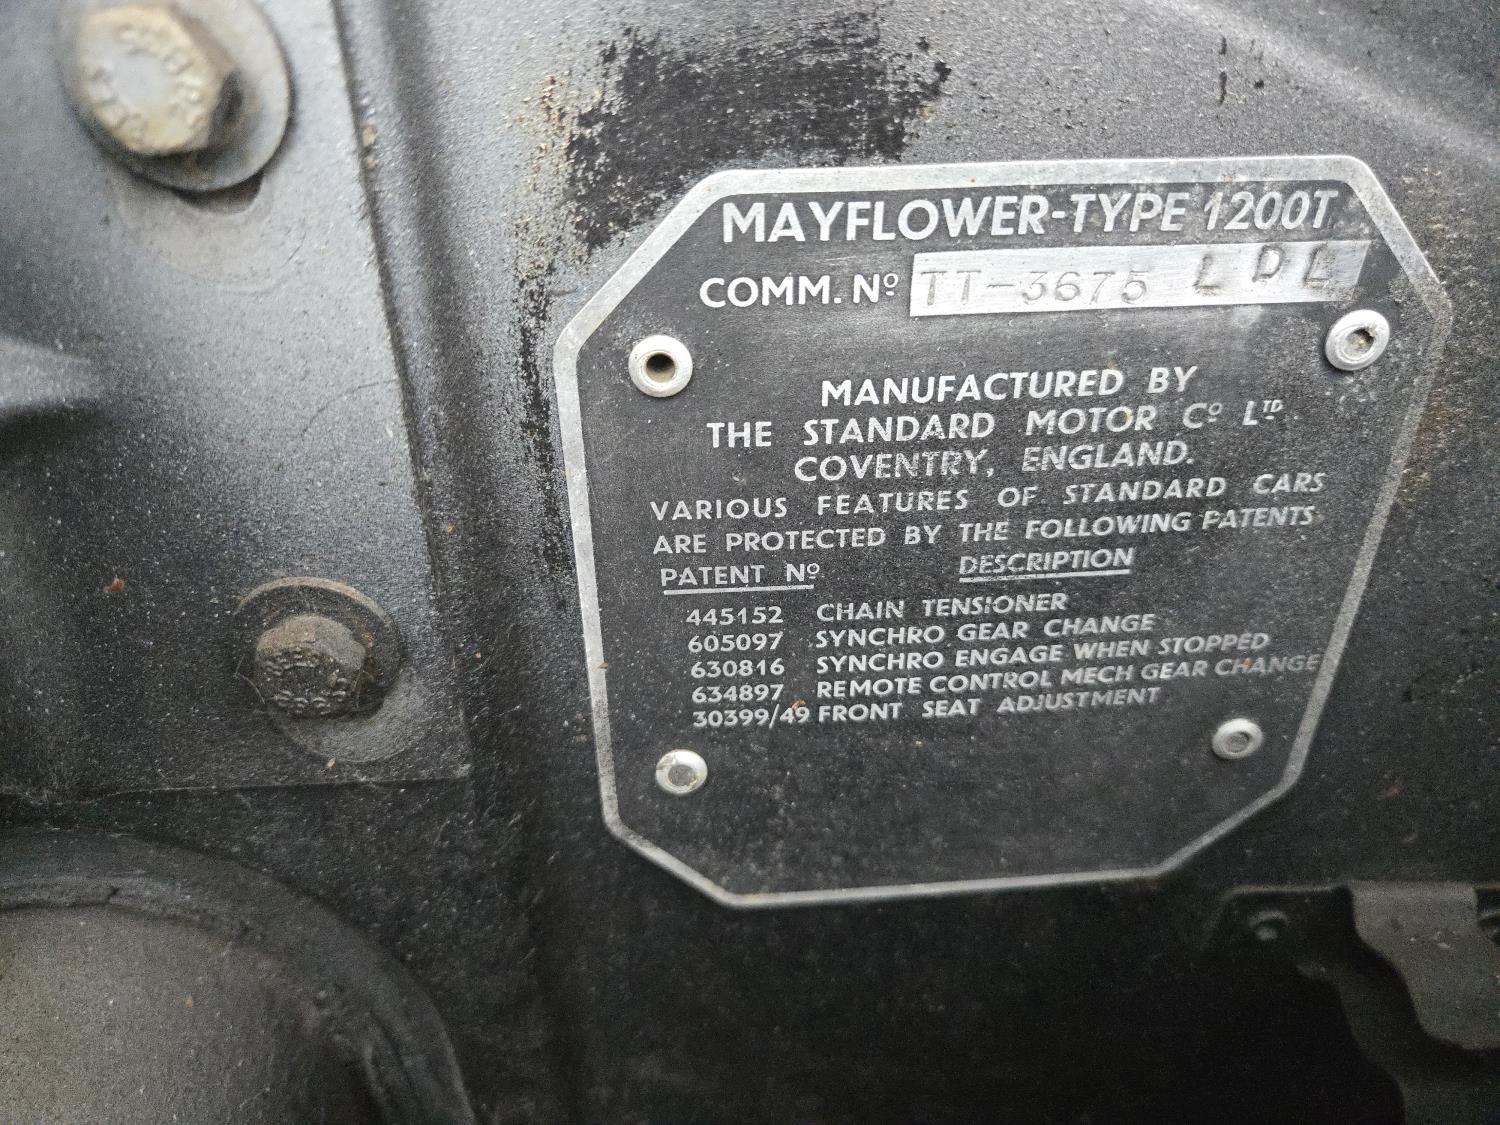 MAYFLOWER-TYPE 1200T
COMM. Nº TT-3675 LDL
MANUFACTURED BY
THE STANDARD MOTOR Cº LTD
COVENTRY, ENGLAND.
VARIOUS FEATURES OF STANDARD CARS
ARE PROTECTED BY THE FOLLOWING PATENTS
PATENT Nº DESCRIPTION
445152 CHAIN TENSIONER
605097 SYNCHRO GEAR CHANGE
630816 SYNCHRO ENGAGE WHEN STOPPED
634897 REMOTE CONTROL MECH GEAR CHANGE
30399/49 FRONT SEAT ADJUSTMENT